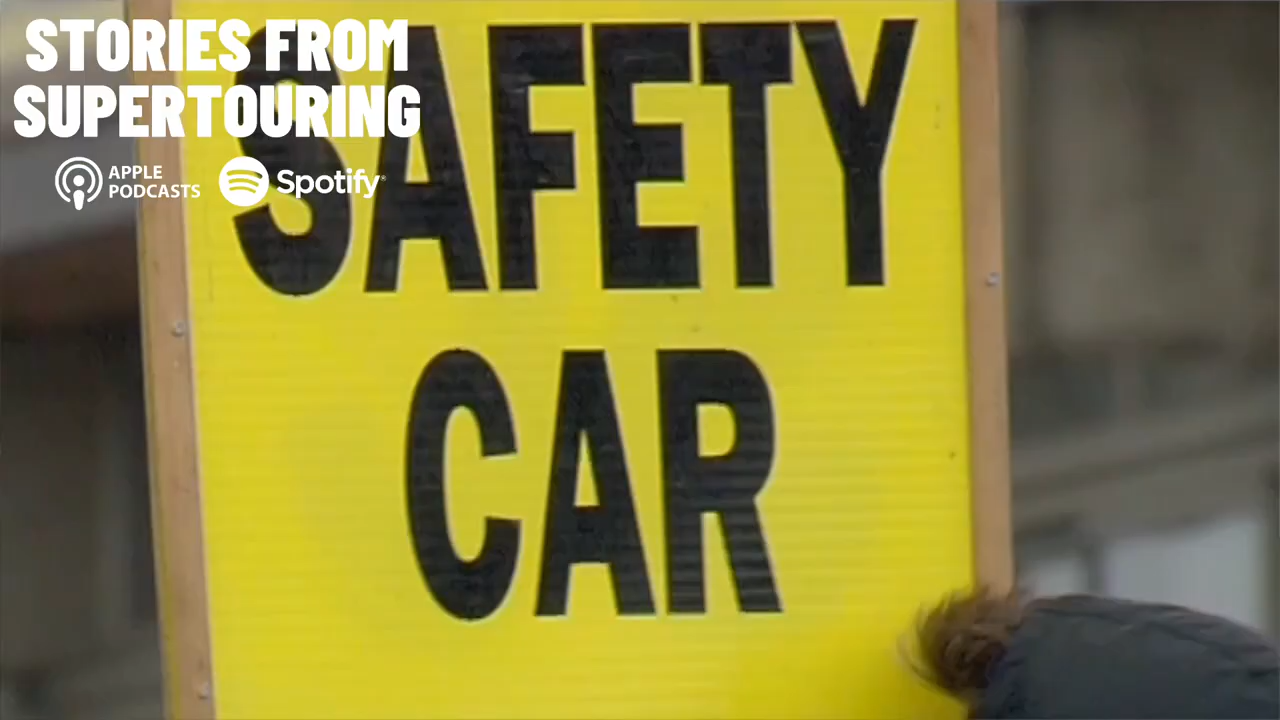 STORIES FROM
SUPERTOURING
APPLE PODCASTS
Spotify
SAFETY
CAR